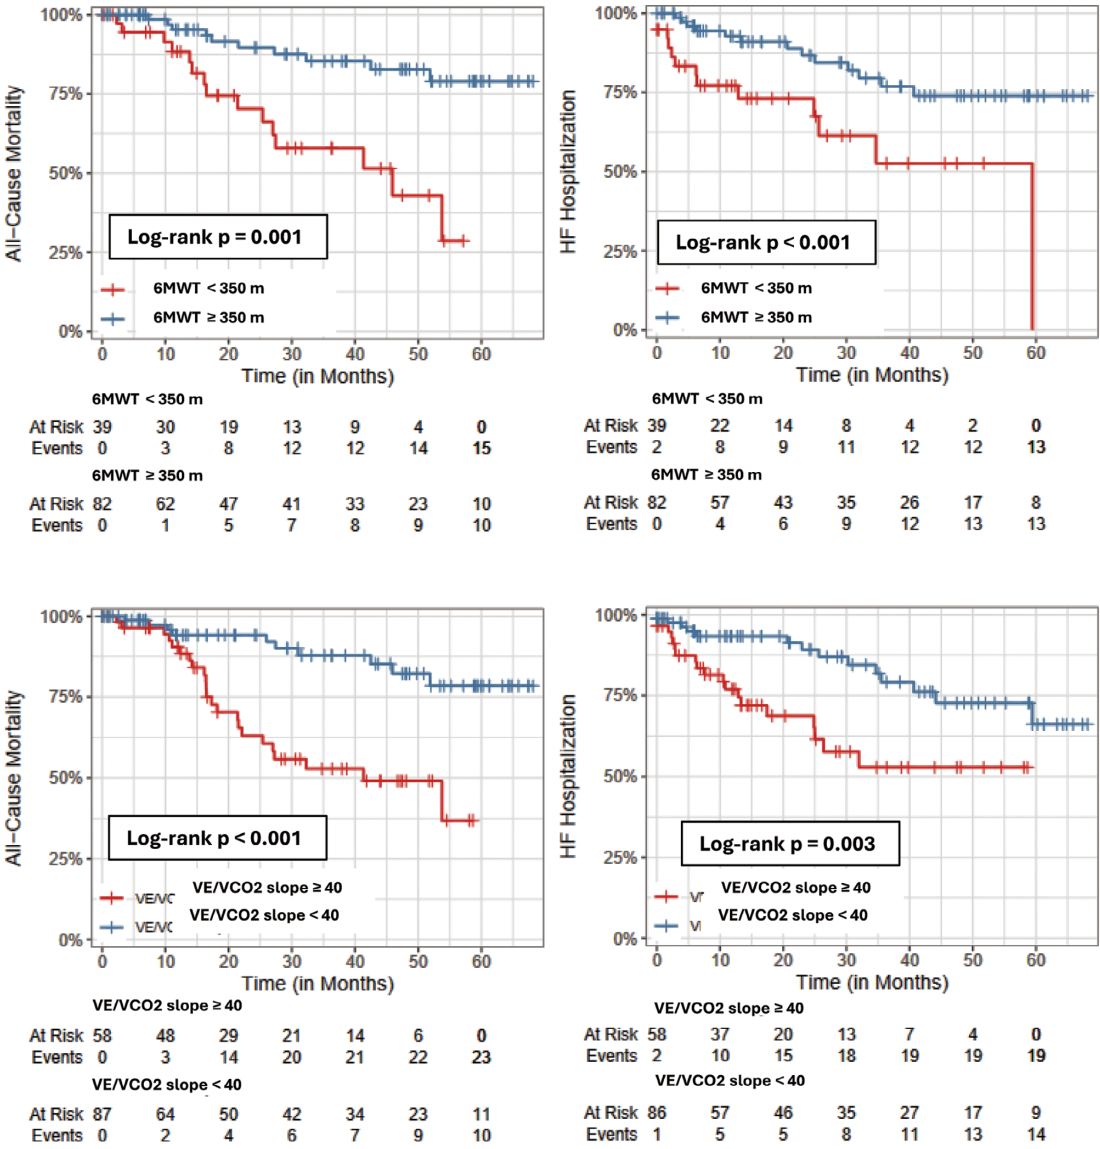 All−Cause Mortality
100%
75%
50%
25%
0%
Log-rank p = 0.001
6MWT < 350 m
6MWT ≥ 350 m
0 10 20 30 40 50 60
Time (in Months)
6MWT < 350 m
At Risk 39 30 19 13 9 4 0
Events 0 3 8 12 12 14 15
6MWT ≥ 350 m
At Risk 82 62 47 41 33 23 10
Events 0 1 5 7 8 9 10
HF Hospitalization
100%
75%
50%
25%
0%
Log-rank p < 0.001
6MWT < 350 m
6MWT ≥ 350 m
0 10 20 30 40 50 60
Time (in Months)
6MWT < 350 m
At Risk 39 22 14 8 4 2 0
Events 2 8 9 11 12 12 13
6MWT ≥ 350 m
At Risk 82 57 43 35 26 17 8
Events 0 4 6 9 12 13 13
All−Cause Mortality
100%
75%
50%
25%
0%
Log-rank p < 0.001
VE/VCO2 slope ≥ 40
VE/VCO2 slope < 40
0 10 20 30 40 50 60
Time (in Months)
VE/VCO2 slope ≥ 40
At Risk 58 48 29 21 14 6 0
Events 0 3 14 20 21 22 23
VE/VCO2 slope < 40
At Risk 87 64 50 42 34 23 11
Events 0 2 4 6 7 9 10
HF Hospitalization
100%
75%
50%
25%
0%
Log-rank p = 0.003
VE/VCO2 slope ≥ 40
VE/VCO2 slope < 40
0 10 20 30 40 50 60
Time (in Months)
VE/VCO2 slope ≥ 40
At Risk 58 37 20 13 7 4 0
Events 2 10 15 18 19 19 19
VE/VCO2 slope < 40
At Risk 86 57 46 35 27 17 9
Events 1 5 5 8 11 13 14